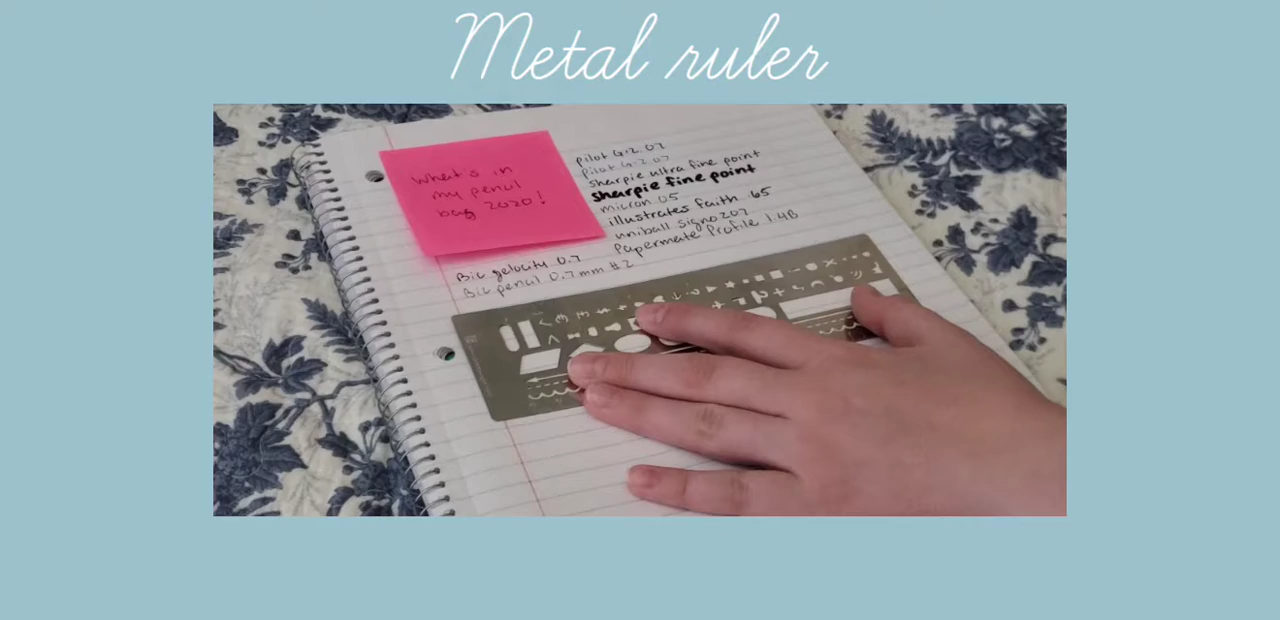 Metal ruler
what's in
my pencil
bag 2020!
pilot G-2 07
pilot G-2 07
sharpie ultra fine point
sharpie fine point
micron 05
illustrates faith .65
uniball signo 207
Papermate Profile 1.4B
Bic gelocity 0.7
Bic pencil 0.7mm #2